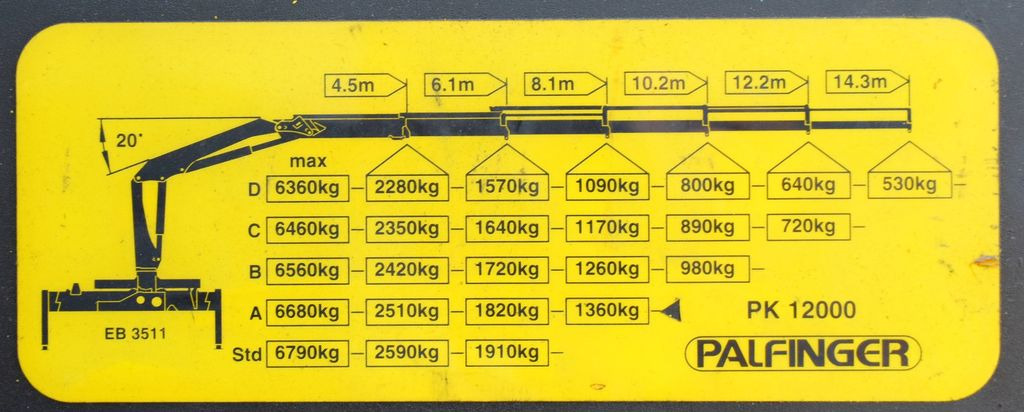 4.5m 6.1m 8.1m 10.2m 12.2m 14.3m
20°
max
D 6360kg 2280kg 1570kg 1090kg 800kg 640kg 530kg
C 6460kg 2350kg 1640kg 1170kg 890kg 720kg
B 6560kg 2420kg 1720kg 1260kg 980kg
A 6680kg 2510kg 1820kg 1360kg PK 12000
EB 3511
Std 6790kg 2590kg 1910kg PALFINGER